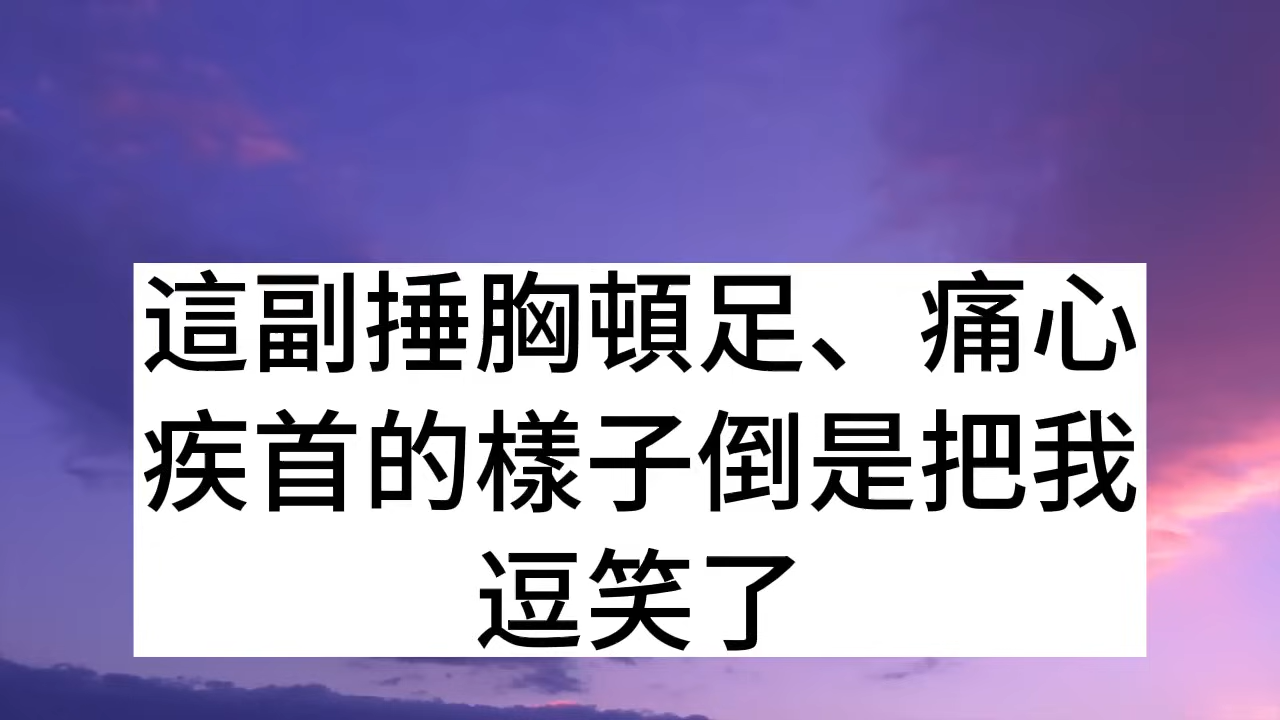 這副捶胸頓足、痛心
疾首的樣子倒是把我
逗笑了